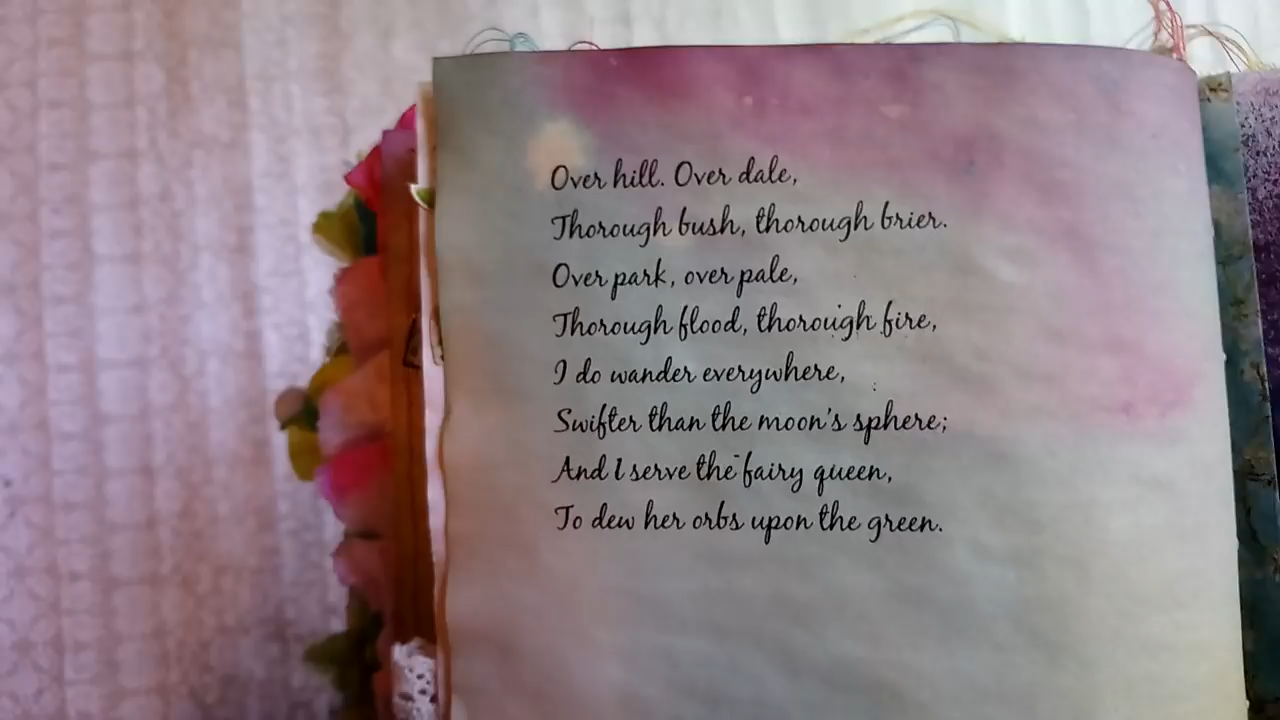 Over hill. Over dale,
Thorough bush, thorough brier.
Over park, over pale,
Thorough flood, thorough fire,
I do wander everywhere,
Swifter than the moon's sphere;
And I serve the fairy queen,
To dew her orbs upon the green.